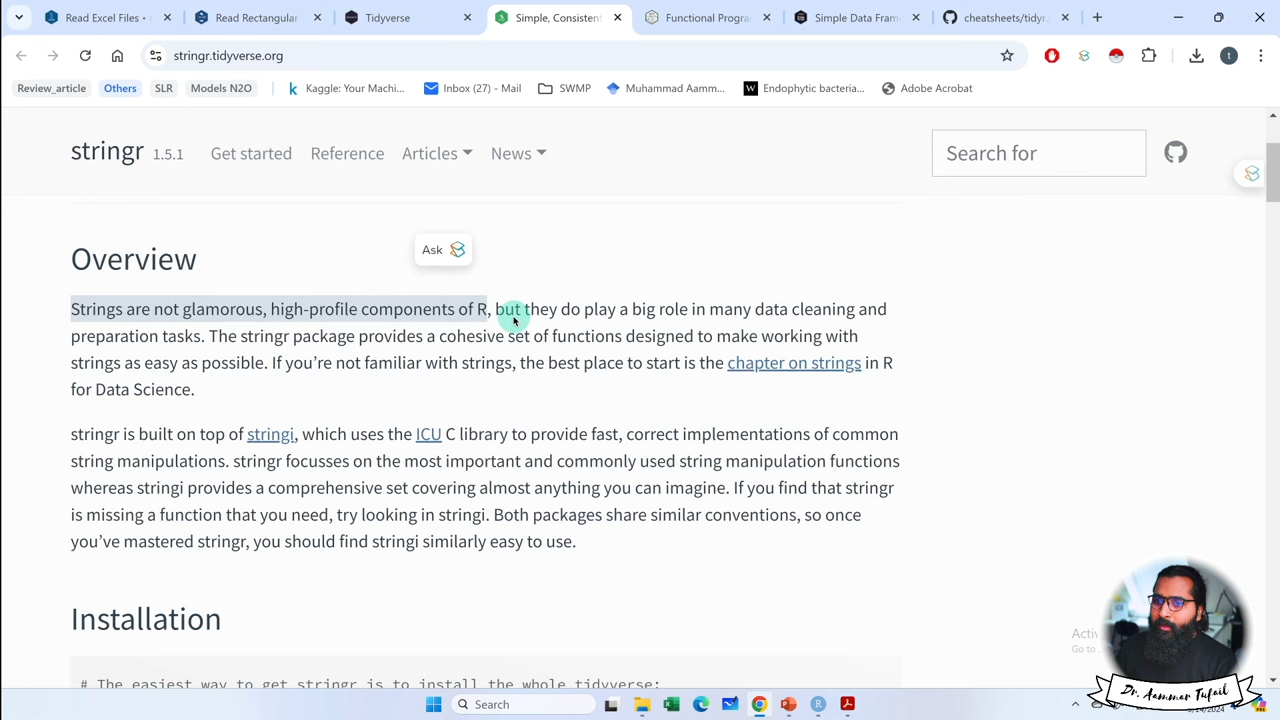 Read Excel Files •
Read Rectangular
Tidyverse
Simple, Consisten
Functional Progra
Simple Data Fram
cheatsheets/tidyr.
stringr.tidyverse.org
t
Review_article
Others
SLR
Models N2O
Kaggle: Your Machi...
Inbox (27) - Mail
SWMP
Muhammad Aamm...
W
Endophytic bacteria...
Adobe Acrobat
stringr 1.5.1
Get started
Reference
Articles
News
Search for
Overview
Ask
Strings are not glamorous, high-profile components of R, but they do play a big role in many data cleaning and
preparation tasks. The stringr package provides a cohesive set of functions designed to make working with
strings as easy as possible. If you’re not familiar with strings, the best place to start is the chapter on strings in R
for Data Science.
stringr is built on top of stringi, which uses the ICU C library to provide fast, correct implementations of common
string manipulations. stringr focusses on the most important and commonly used string manipulation functions
whereas stringi provides a comprehensive set covering almost anything you can imagine. If you find that stringr
is missing a function that you need, try looking in stringi. Both packages share similar conventions, so once
you’ve mastered stringr, you should find stringi similarly easy to use.
Installation
# The easiest way to get stringr is to install the whole tidyverse:
Activ
Go to
Search
Dr. Aammar Tufail